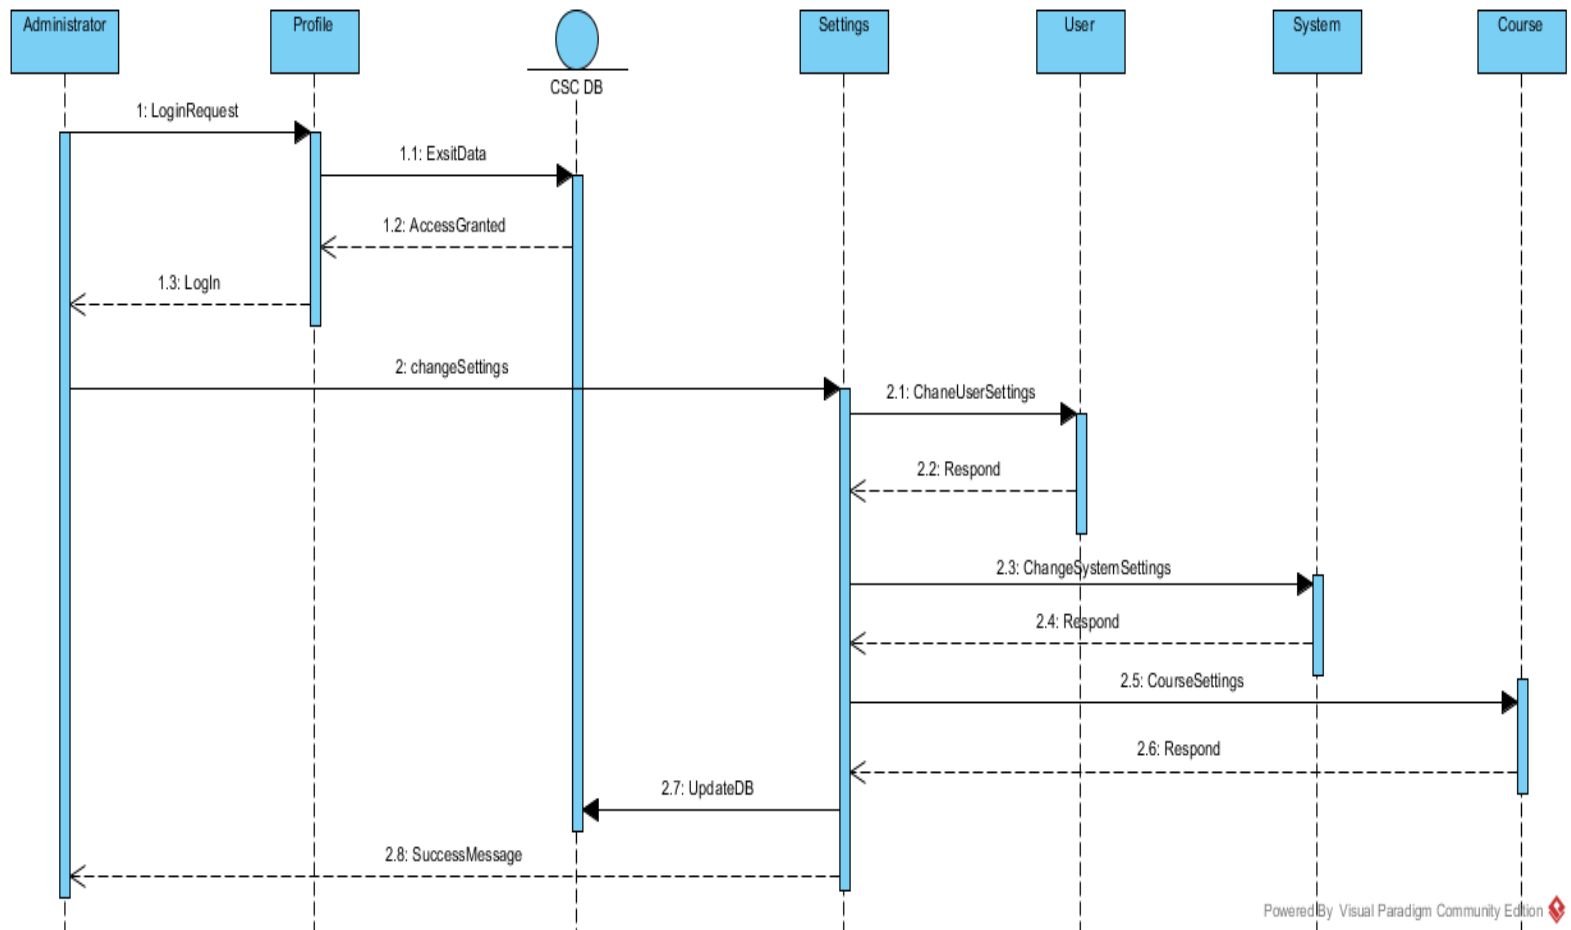 Administrator
Profile
CSC DB
Settings
User
System
Course
1: LoginRequest
1.1: ExsitData
1.2: AccessGranted
1.3: LogIn
2: changeSettings
2.1: ChaneUserSettings
2.2: Respond
2.3: ChangeSystemSettings
2.4: Respond
2.5: CourseSettings
2.6: Respond
2.7: UpdateDB
2.8: SuccessMessage
Powered By Visual Paradigm Community Edition